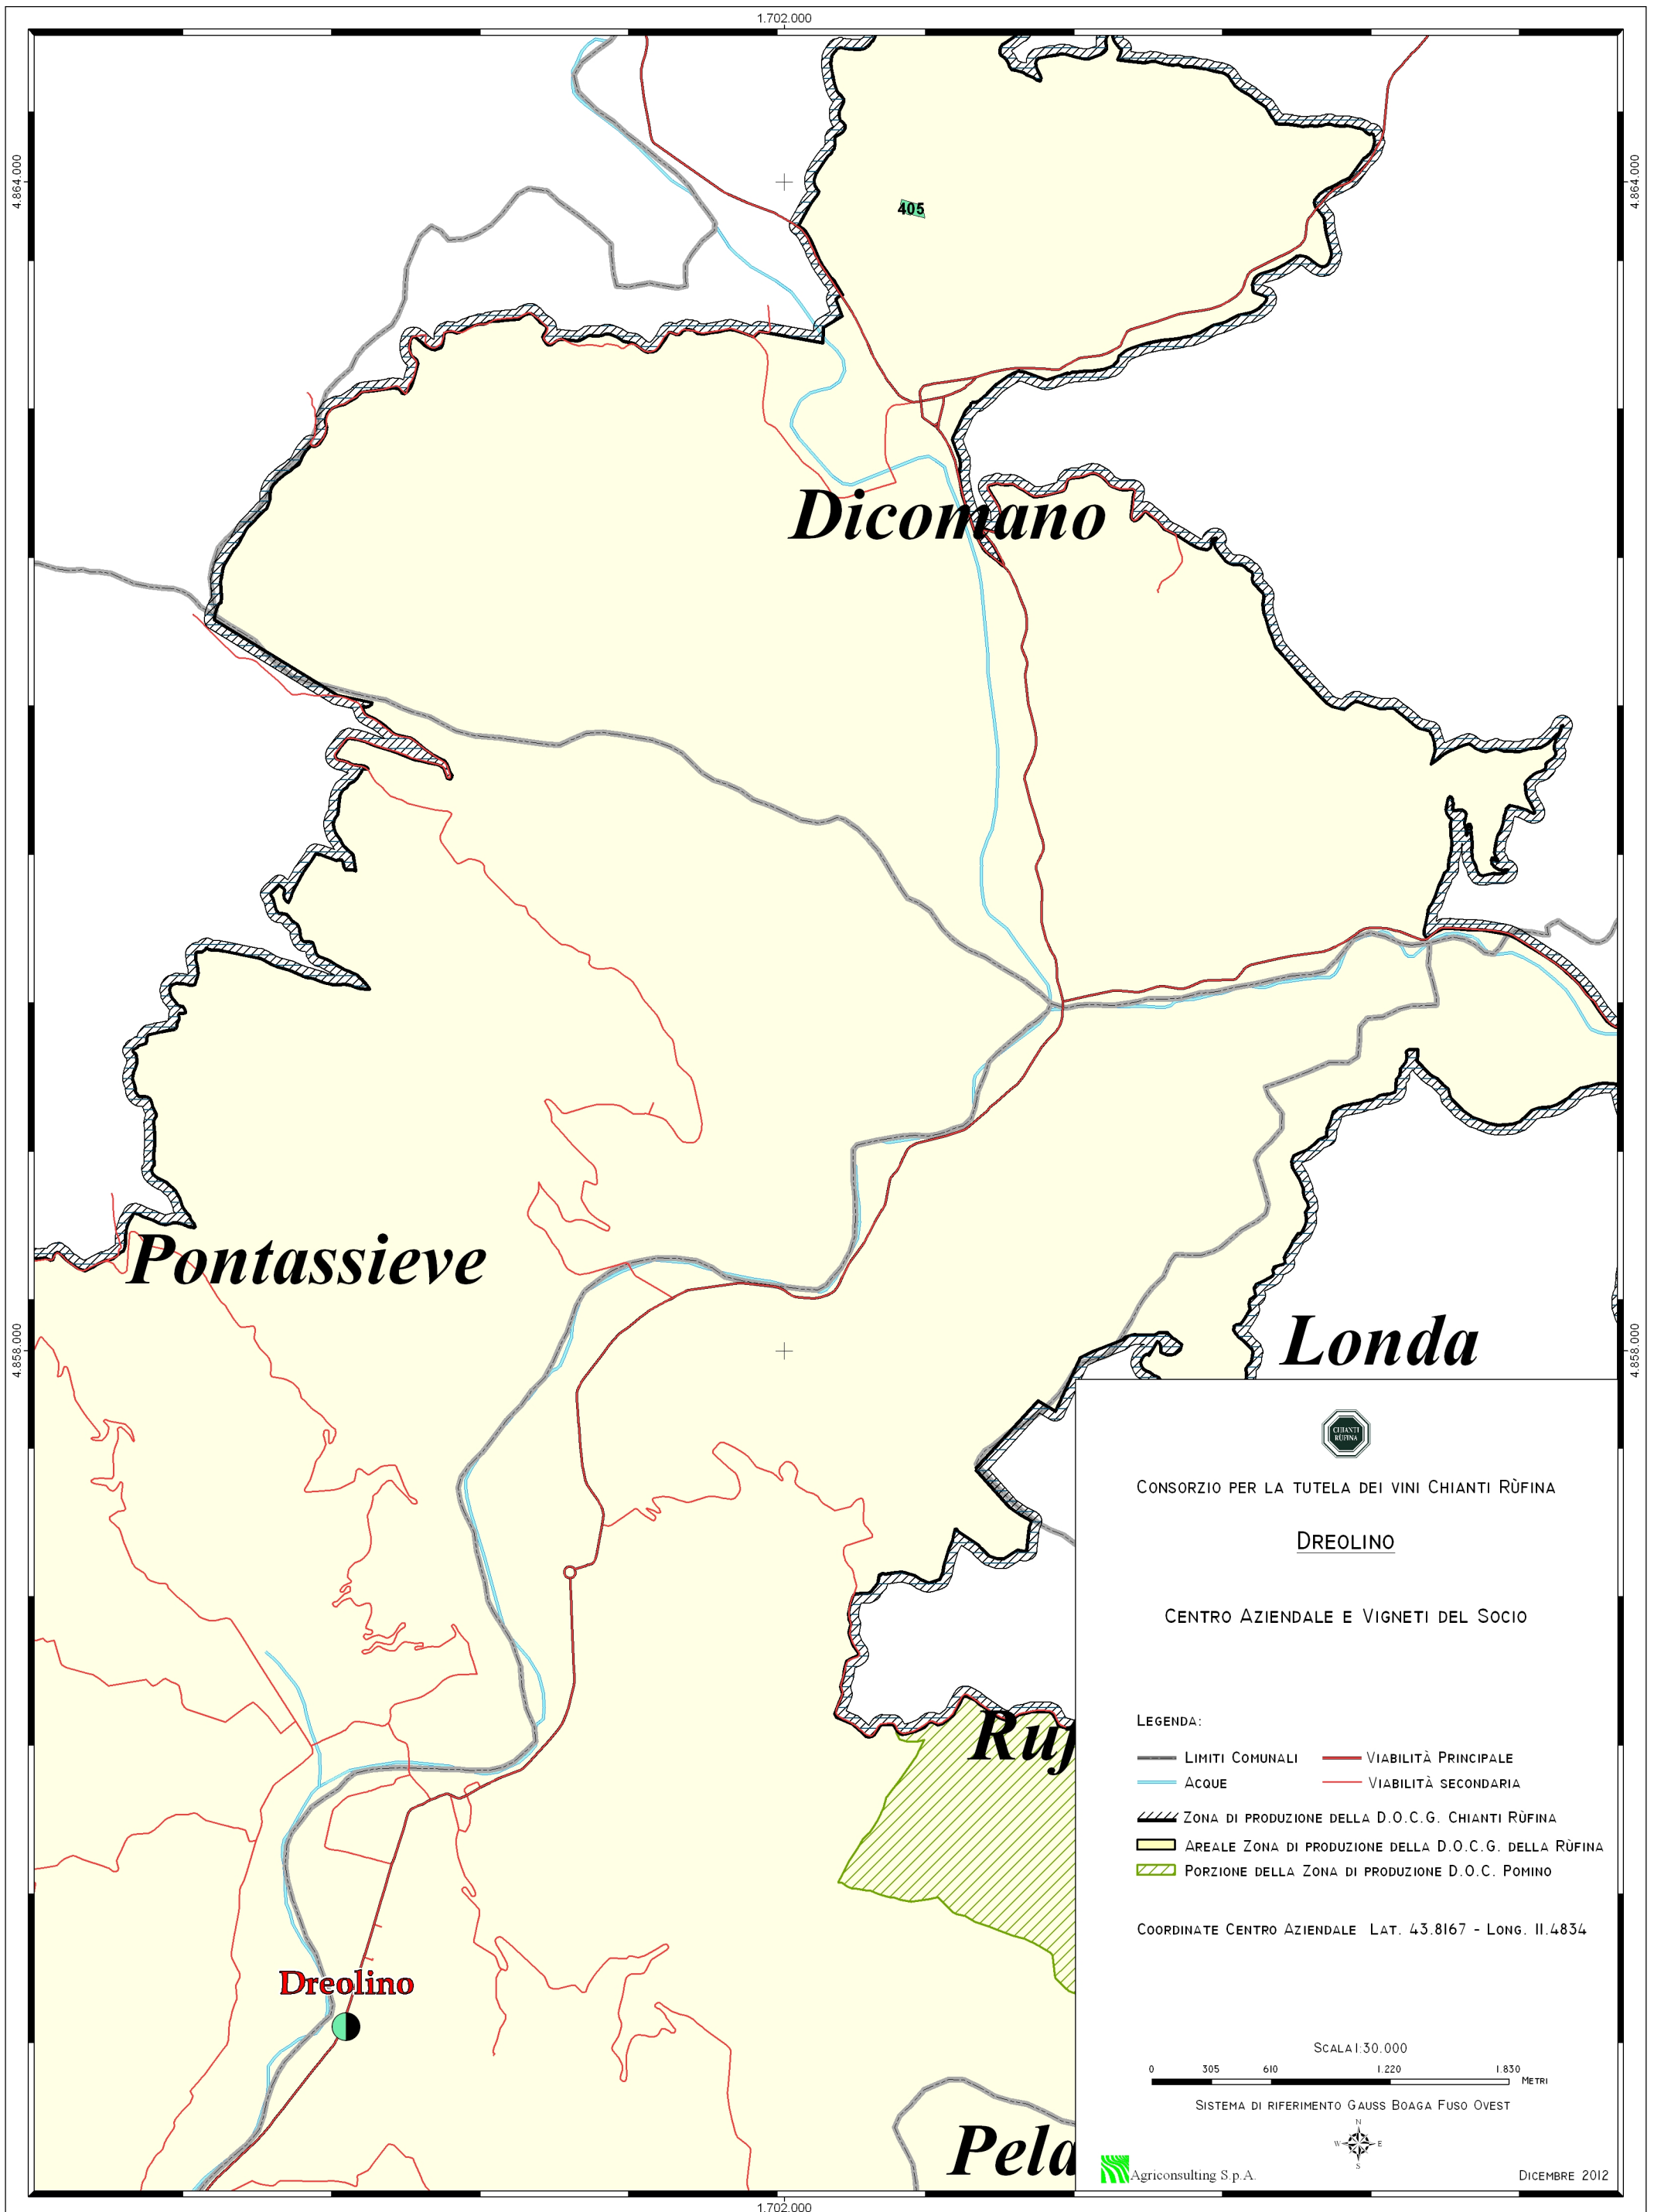 1.702.000
4.864.000
4.864.000
405
Dicomano
Pontassieve
Londa
4.858.000
4.858.000
CHIANTI
RÙFINA
Consorzio per la tutela dei vini Chianti Rùfina
Dreolino
Centro Aziendale e Vigneti del Socio
Ruf
Legenda:
Limiti Comunali
Viabilità Principale
Acque
Viabilità secondaria
Zona di produzione della D.O.C.G. Chianti Rùfina
Areale Zona di produzione della D.O.C.G. della Rùfina
Porzione della Zona di produzione D.O.C. Pomino
Coordinate Centro Aziendale Lat. 43.8167 - Long. 11.4834
Dreolino
Scala 1:30.000
0 305 610 1.220 1.830
Metri
Sistema di riferimento Gauss Boaga Fuso Ovest
N
W E
S
Pela
Agriconsulting S.p.A.
Dicembre 2012
1.702.000